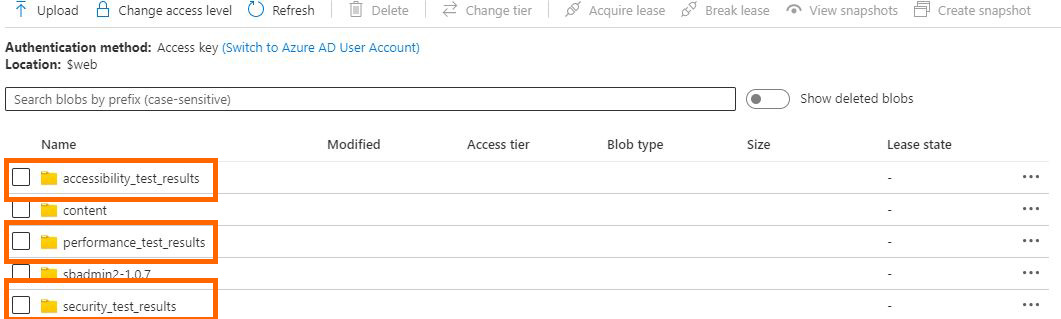 Upload Change access level Refresh Delete Change tier Acquire lease Break lease View snapshots Create snapshot
Authentication method: Access key (Switch to Azure AD User Account)
Location: $web
Search blobs by prefix (case-sensitive) Show deleted blobs
Name Modified Access tier Blob type Size Lease state
accessibility_test_results - ...
content - ...
performance_test_results - ...
sbadmin2-1.0.7 - ...
security_test_results - ...